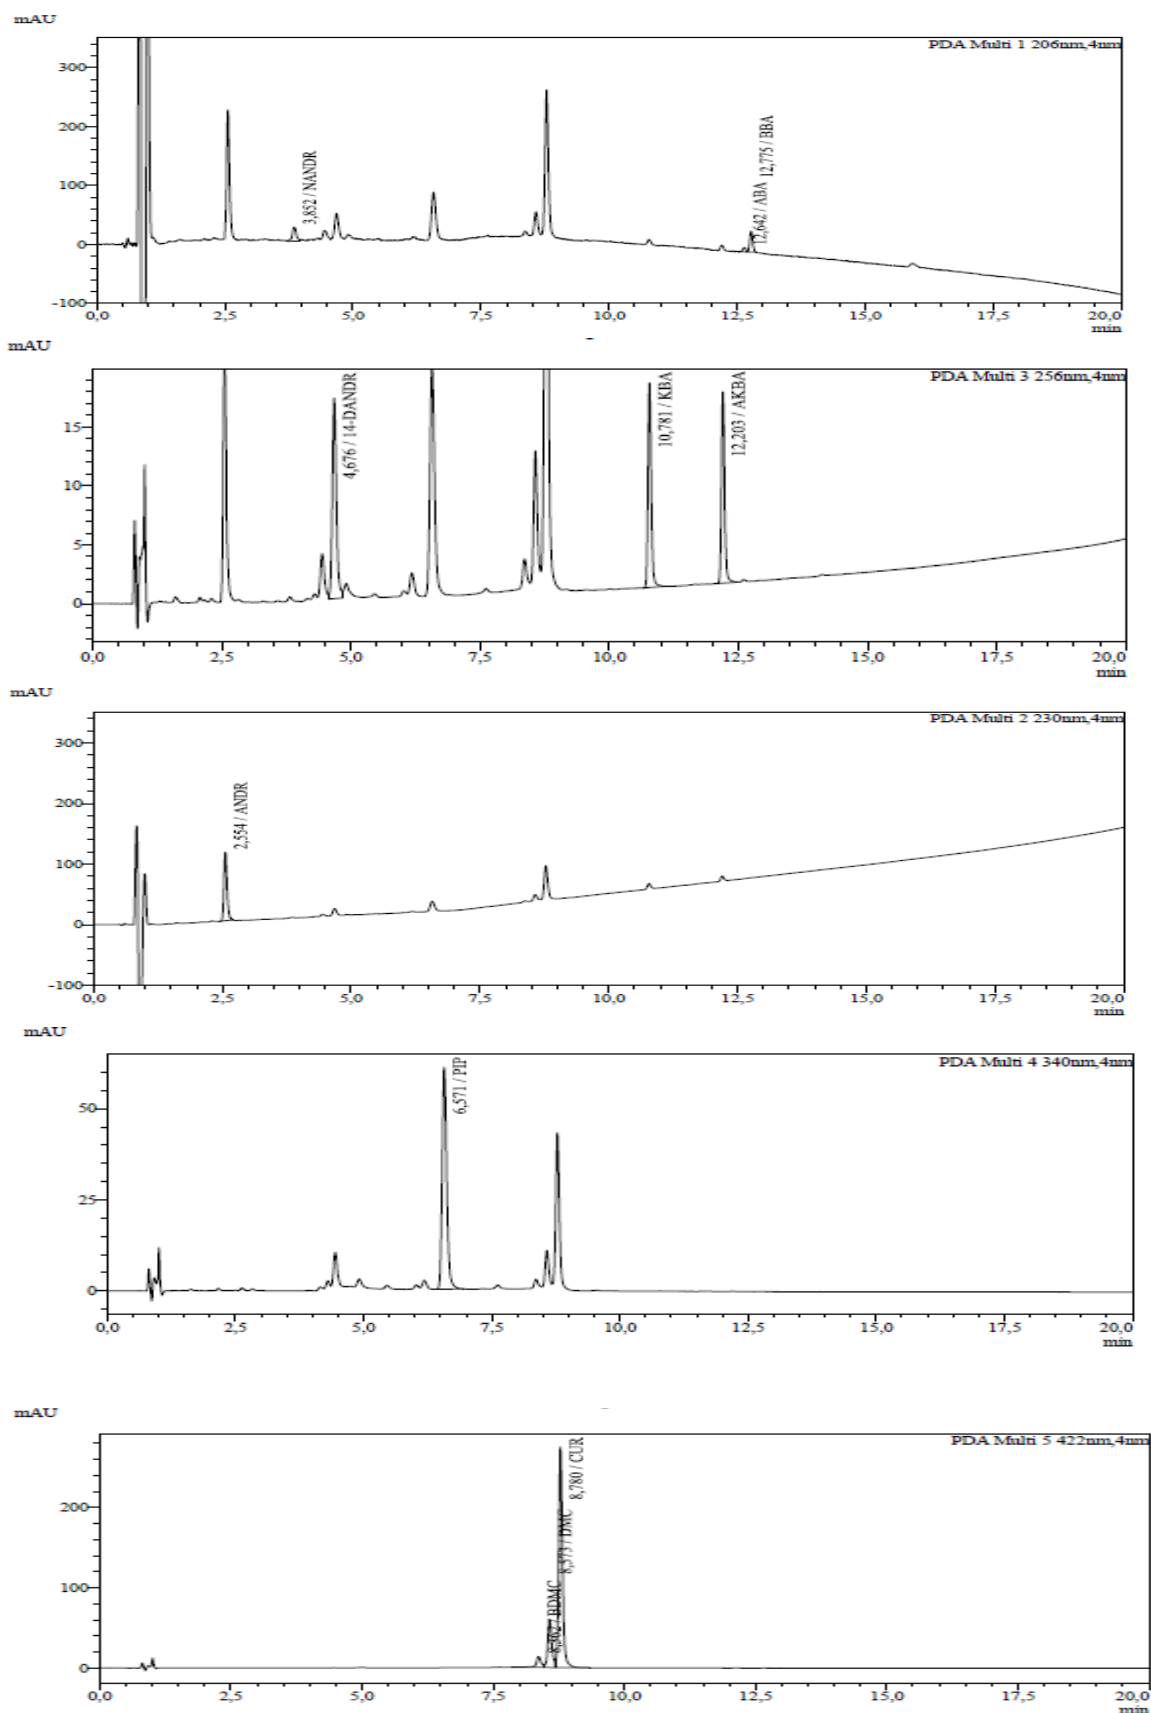 mAU
PDA Multi 1 206nm,4nm
300
200
100
0
-100
3,852 / NANDR
12,642 / ABA
12,775 / BBA
0,0 2,5 5,0 7,5 10,0 12,5 15,0 17,5 20,0
min
mAU
PDA Multi 3 256nm,4nm
15
10
5
0
4,676 / 14-DANDR
10,781 / KBA
12,203 / AKBA
0,0 2,5 5,0 7,5 10,0 12,5 15,0 17,5 20,0
min
mAU
PDA Multi 2 230nm,4nm
300
200
100
0
-100
2,554 / ANDR
0,0 2,5 5,0 7,5 10,0 12,5 15,0 17,5 20,0
min
mAU
PDA Multi 4 340nm,4nm
50
25
0
6,571 / PIP
0,0 2,5 5,0 7,5 10,0 12,5 15,0 17,5 20,0
min
mAU
PDA Multi 5 422nm,4nm
200
100
0
/ BDMC
8,573 / DMC
8,780 / CUR
0,0 2,5 5,0 7,5 10,0 12,5 15,0 17,5 20,0
min